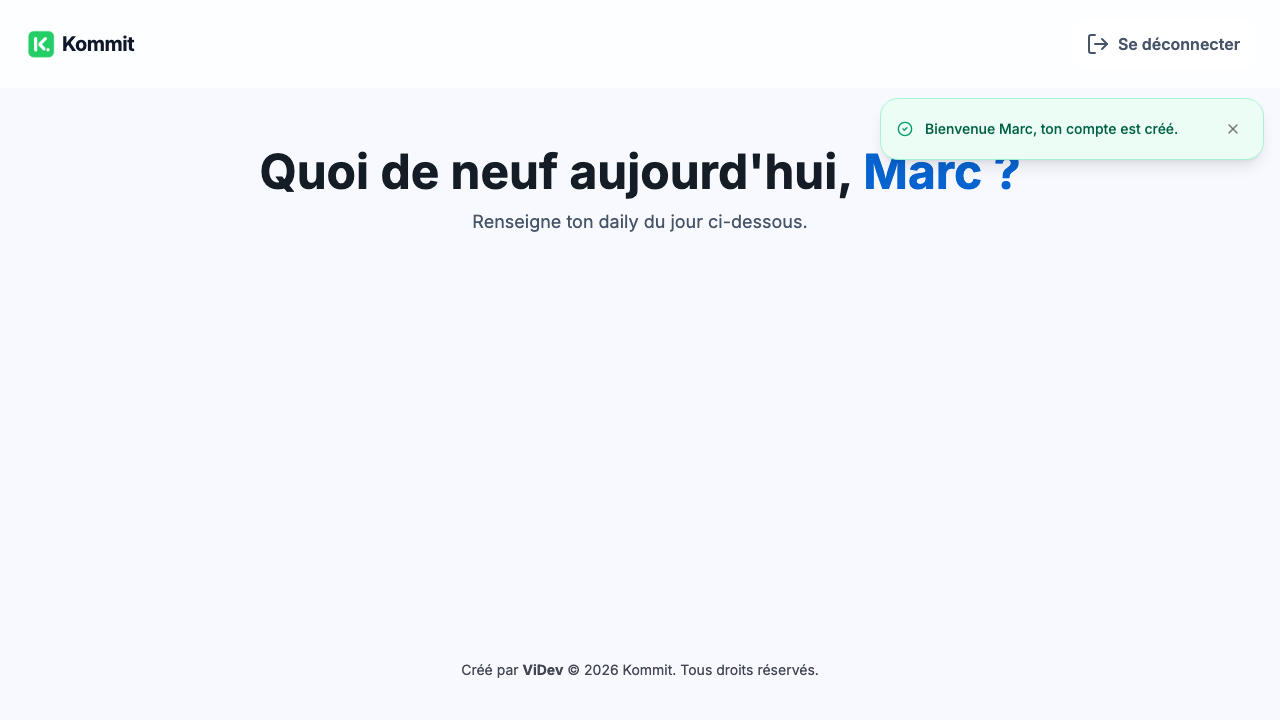 Kommit
Se déconnecter
Bienvenue Marc, ton compte est créé.
Quoi de neuf aujourd'hui, Marc ?
Renseigne ton daily du jour ci-dessous.
Créé par ViDev © 2026 Kommit. Tous droits réservés.